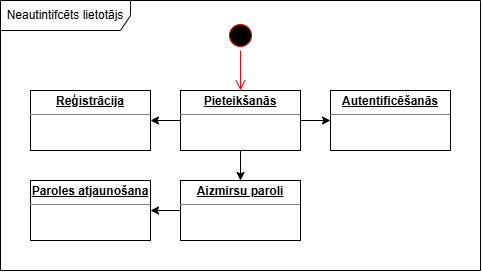 Neautintifcēts lietotājs
Reģistrācija
Pieteikšanās
Autentificēšanās
Paroles atjaunošana
Aizmirsu paroli